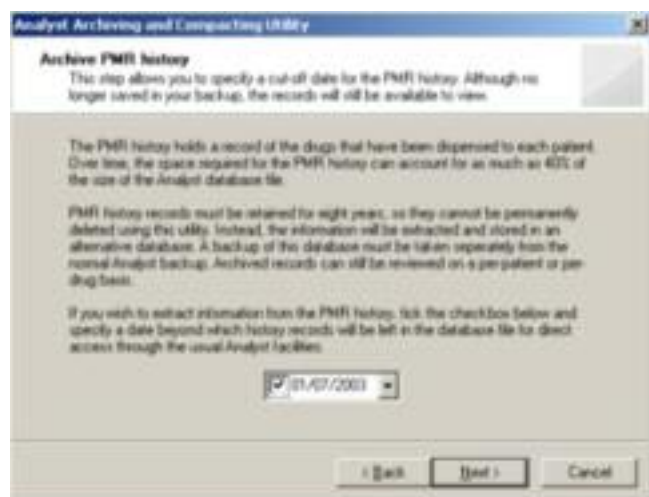 Analyst Archiving and Compacting Utility
Archive PMR history
This step allows you to specify a cut-off date for the PMR history. Although no
longer saved in your backup, the records will still be available to view.
The PMR history holds a record of the drugs that have been dispensed to each patient.
Over time, the space required for the PMR history can account for as much as 40% of
the size of the Analyst database file.
PMR history records must be retained for eight years, so they cannot be permanently
deleted using this utility. Instead, the information will be extracted and stored in an
alternative database. A backup of this database must be taken seperately from the
normal Analyst backup. Archived records can still be reviewed on a per-patient or per-
drug basis.
If you wish to extract information from the PMR history, tick the checkbox below and
specify a date beyond which history records will be left in the database file for direct
access through the usual Analyst facilities.
01/07/2003
< Back
Next >
Cancel